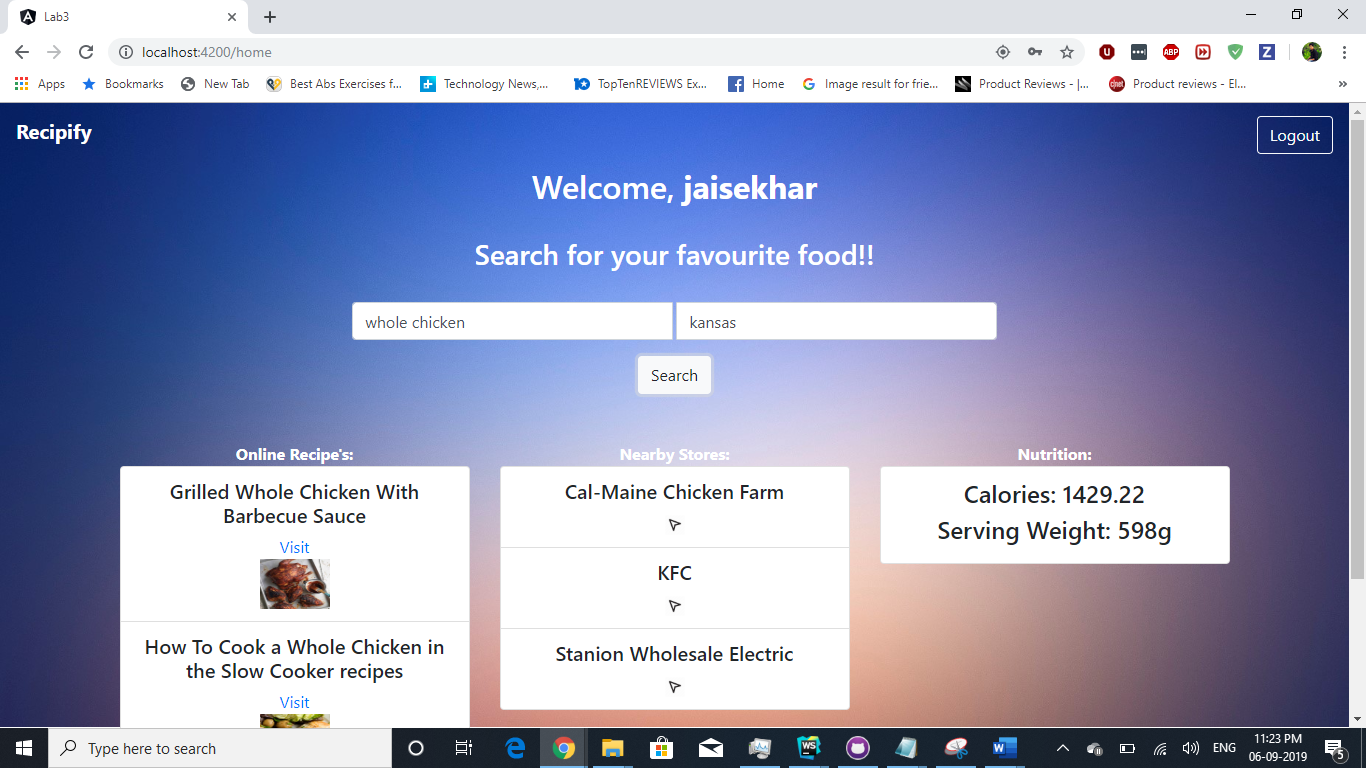 Lab3
localhost:4200/home
ABP
Z
Apps
Bookmarks
New Tab
Best Abs Exercises f...
Technology News,...
TopTenREVIEWS Ex...
Home
Image result for frie...
Product Reviews - |...
Product reviews - El...
»
Recipify
Logout
Welcome, jaisekhar
Search for your favourite food!!
whole chicken
kansas
Search
Online Recipe's:
Grilled Whole Chicken With
Barbecue Sauce
Visit
How To Cook a Whole Chicken in
the Slow Cooker recipes
Visit
Nearby Stores:
Cal-Maine Chicken Farm
KFC
Stanion Wholesale Electric
Nutrition:
Calories: 1429.22
Serving Weight: 598g
Type here to search
WS
W
ENG
11:23 PM
06-09-2019
5